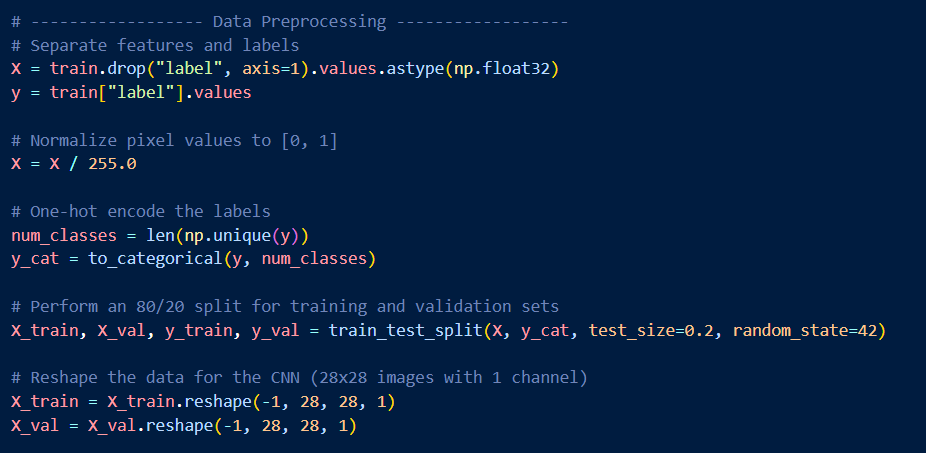 # ------------------ Data Preprocessing ------------------
# Separate features and labels
X = train.drop("label", axis=1).values.astype(np.float32)
y = train["label"].values
# Normalize pixel values to [0, 1]
X = X / 255.0
# One-hot encode the labels
num_classes = len(np.unique(y))
y_cat = to_categorical(y, num_classes)
# Perform an 80/20 split for training and validation sets
X_train, X_val, y_train, y_val = train_test_split(X, y_cat, test_size=0.2, random_state=42)
# Reshape the data for the CNN (28x28 images with 1 channel)
X_train = X_train.reshape(-1, 28, 28, 1)
X_val = X_val.reshape(-1, 28, 28, 1)